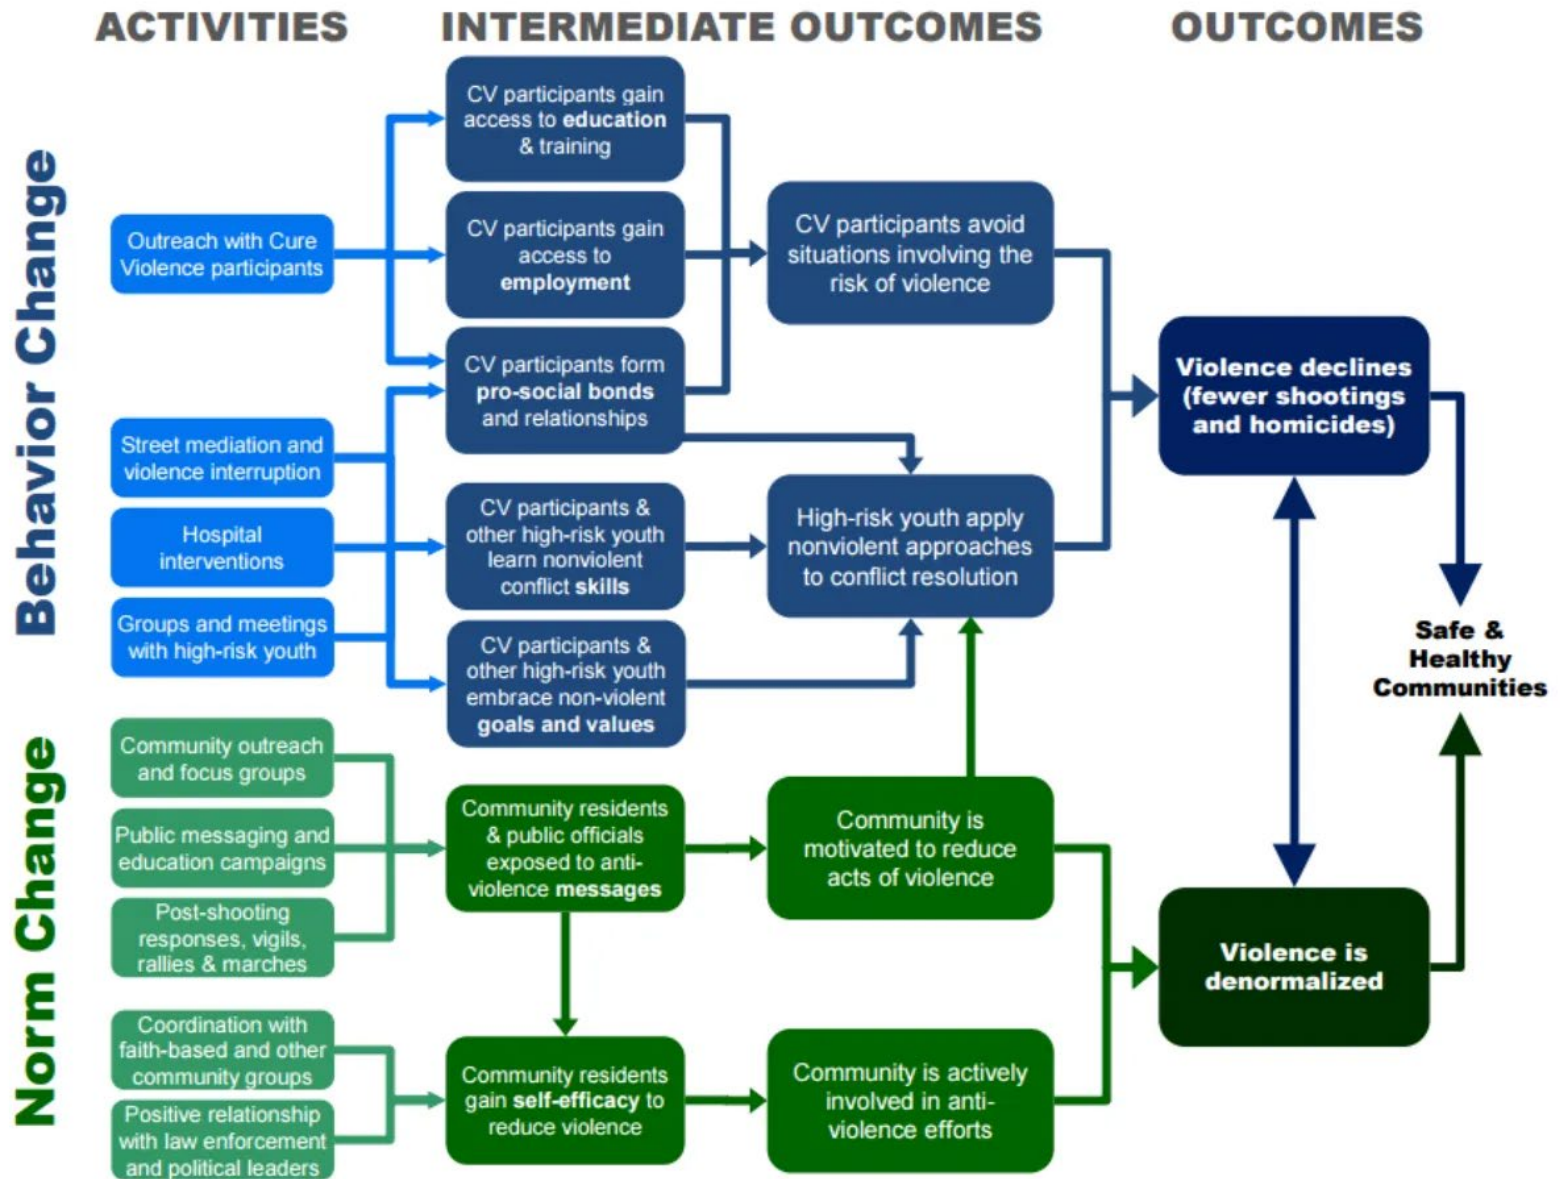 ACTIVITIES
INTERMEDIATE OUTCOMES
OUTCOMES
Behavior Change
Outreach with Cure
Violence participants
Street mediation and
violence interruption
Hospital
interventions
Groups and meetings
with high-risk youth
CV participants gain
access to education
& training
CV participants gain
access to
employment
CV participants form
pro-social bonds
and relationships
CV participants &
other high-risk youth
learn nonviolent
conflict skills
CV participants &
other high-risk youth
embrace non-violent
goals and values
CV participants avoid
situations involving the
risk of violence
High-risk youth apply
nonviolent approaches
to conflict resolution
Violence declines
(fewer shootings
and homicides)
Safe &
Healthy
Communities
Norm Change
Community outreach
and focus groups
Public messaging and
education campaigns
Post-shooting
responses, vigils,
rallies & marches
Coordination with
faith-based and other
community groups
Positive relationship
with law enforcement
and political leaders
Community residents
& public officials
exposed to anti-
violence messages
Community residents
gain self-efficacy to
reduce violence
Community is
motivated to reduce
acts of violence
Community is actively
involved in anti-
violence efforts
Violence is
denormalized